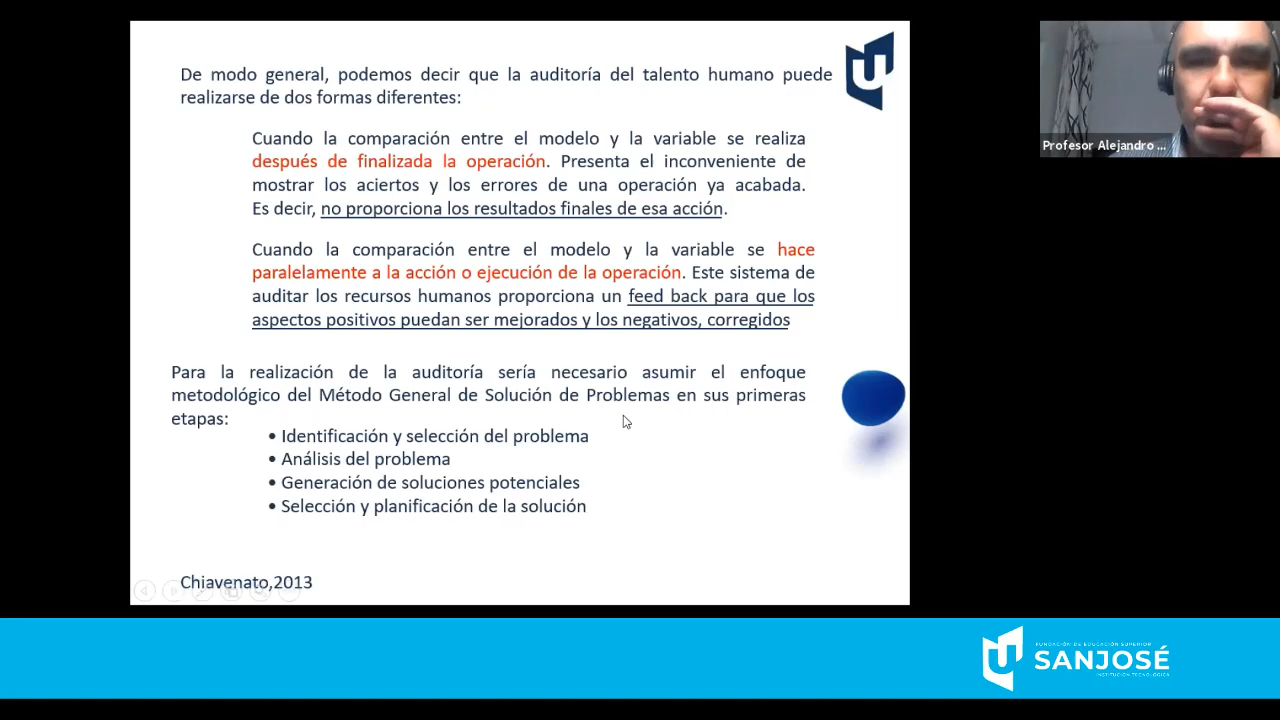 De modo general, podemos decir que la auditoría del talento humano puede
realizarse de dos formas diferentes:
Cuando la comparación entre el modelo y la variable se realiza
después de finalizada la operación. Presenta el inconveniente de
mostrar los aciertos y los errores de una operación ya acabada.
Es decir, no proporciona los resultados finales de esa acción.
Cuando la comparación entre el modelo y la variable se hace
paralelamente a la acción o ejecución de la operación. Este sistema de
auditar los recursos humanos proporciona un feed back para que los
aspectos positivos puedan ser mejorados y los negativos, corregidos
Para la realización de la auditoría sería necesario asumir el enfoque
metodológico del Método General de Solución de Problemas en sus primeras
etapas:
• Identificación y selección del problema
• Análisis del problema
• Generación de soluciones potenciales
• Selección y planificación de la solución
Chiavenato,2013
Profesor Alejandro ...
FUNDACIÓN DE EDUCACIÓN SUPERIOR
SANJOSÉ
INSTITUCIÓN TECNOLÓGICA